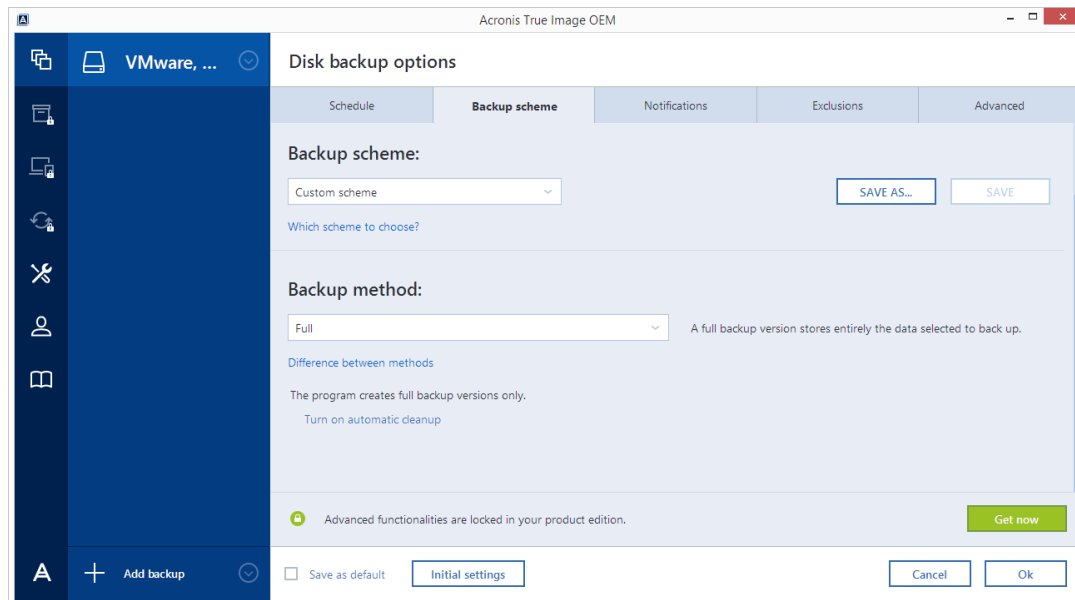 Acronis True Image OEM
VMware, ...
Disk backup options
Schedule
Backup scheme
Notifications
Exclusions
Advanced
Backup scheme:
Custom scheme
SAVE AS...
SAVE
Which scheme to choose?
Backup method:
Full
A full backup version stores entirely the data selected to back up.
Difference between methods
The program creates full backup versions only.
Turn on automatic cleanup
Advanced functionalities are locked in your product edition.
Get now
Add backup
Save as default
Initial settings
Cancel
Ok